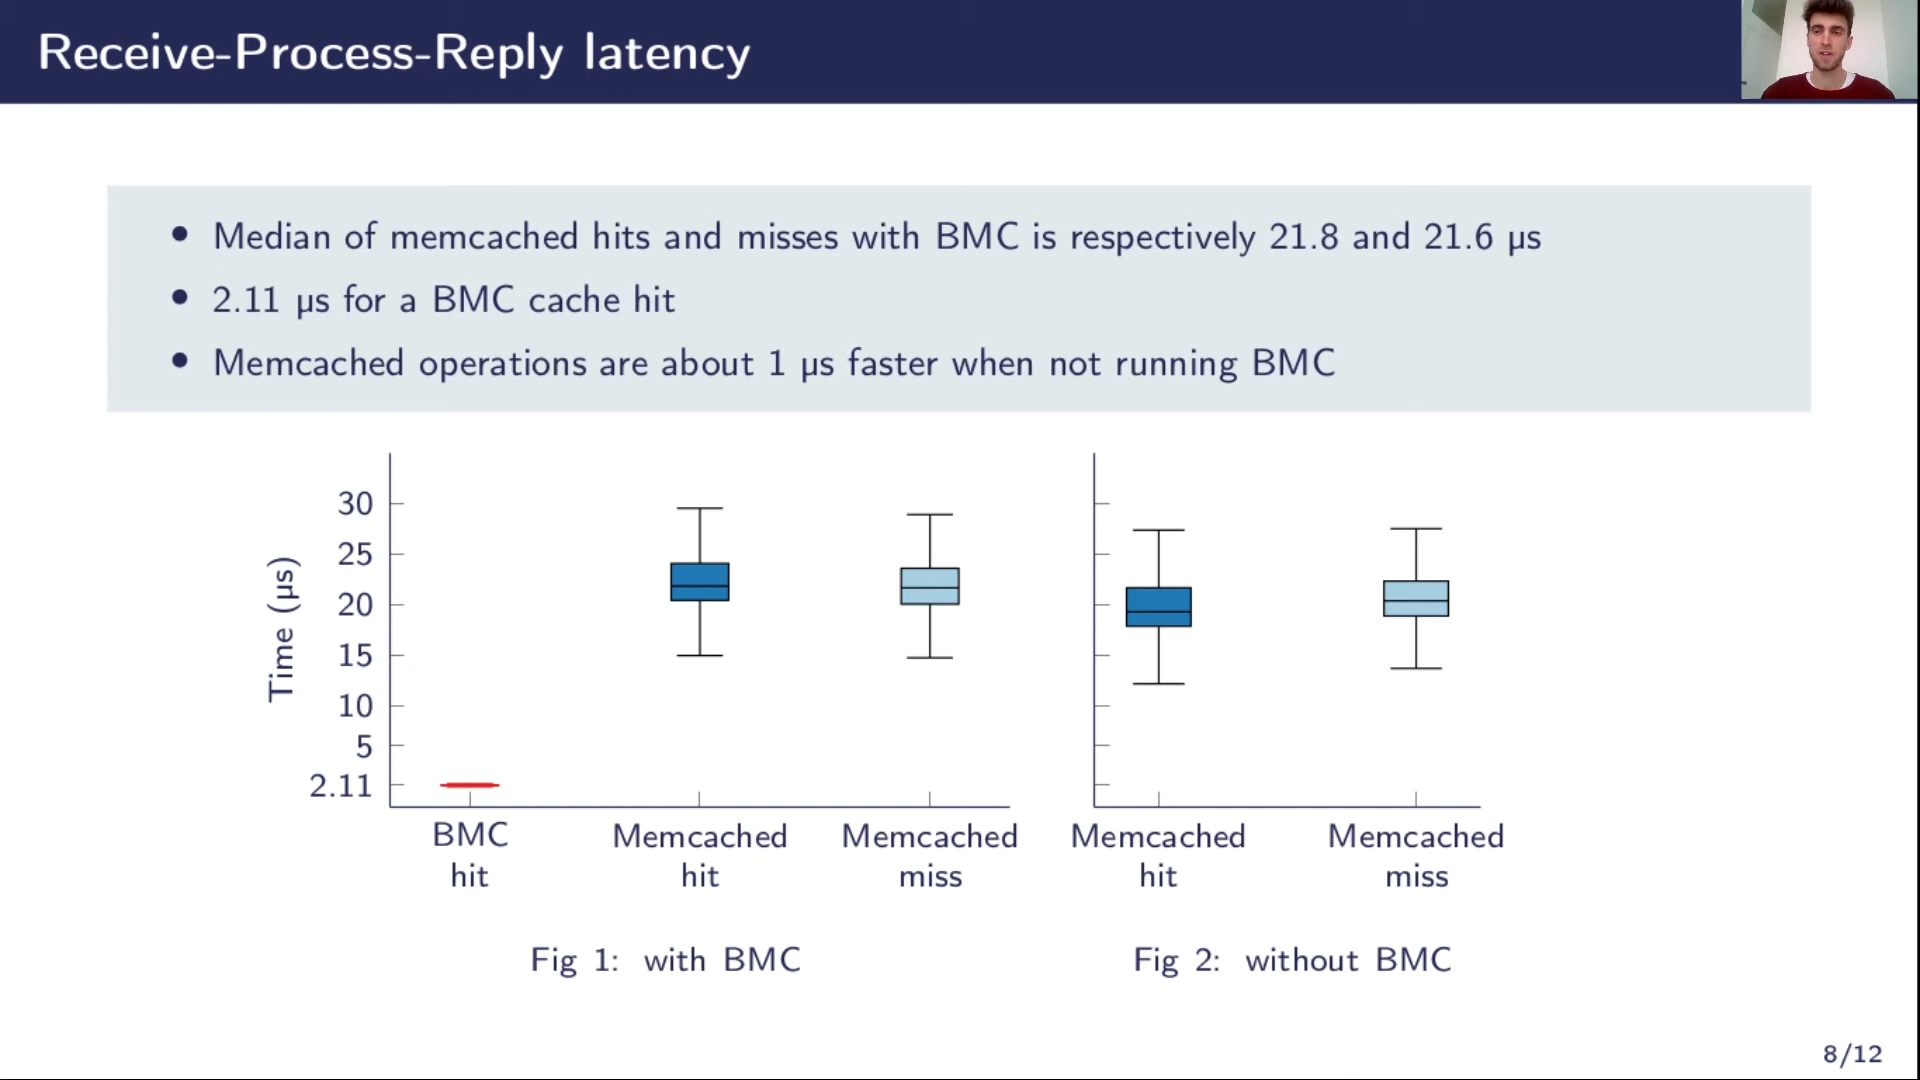 Receive-Process-Reply latency
• Median of memcached hits and misses with BMC is respectively 21.8 and 21.6 µs
• 2.11 µs for a BMC cache hit
• Memcached operations are about 1 µs faster when not running BMC
Time (µs)
30
25
20
15
10
5
2.11
BMC
hit
Memcached
hit
Memcached
miss
Fig 1: with BMC
Memcached
hit
Memcached
miss
Fig 2: without BMC
8/12